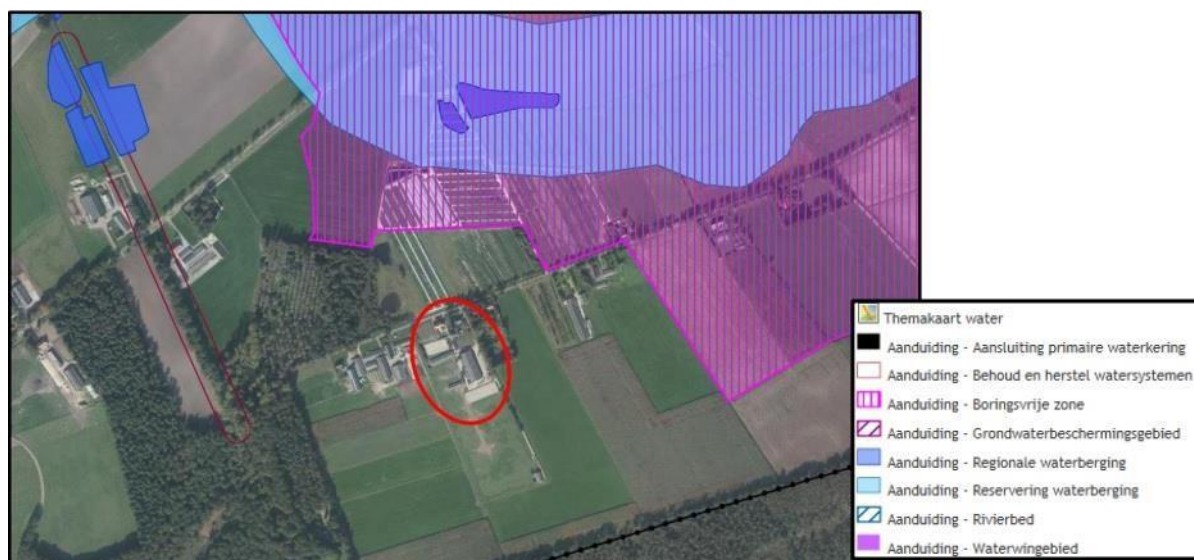 Themakaart water
Aanduiding - Aansluiting primaire waterkering
Aanduiding - Behoud en herstel watersystemen
Aanduiding - Boringsvrije zone
Aanduiding - Grondwaterbeschermingsgebied
Aanduiding - Regionale waterberging
Aanduiding - Reservering waterberging
Aanduiding - Rivierbed
Aanduiding - Waterwingebied